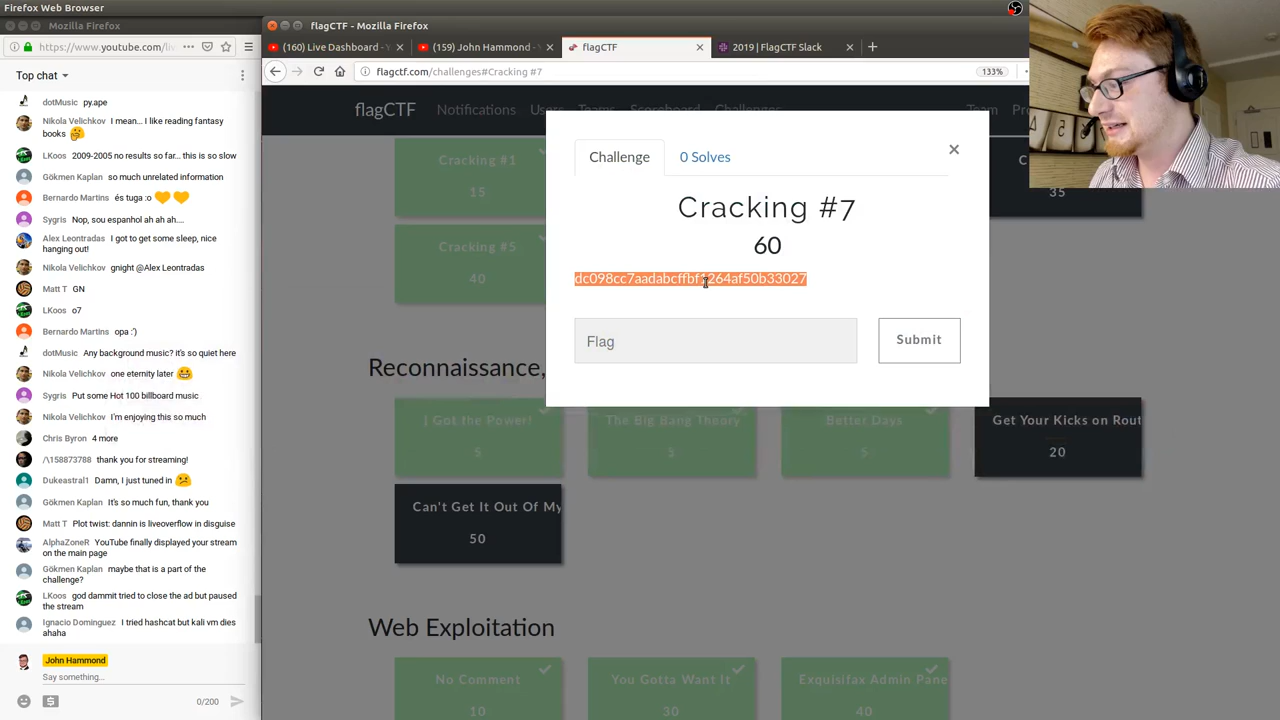 Firefox Web Browser
Mozilla Firefox
flagCTF - Mozilla Firefox
https://www.youtube.com/liv
(160) Live Dashboard - Y
(159) John Hammond - Y
flagCTF
2019 | FlagCTF Slack
flagctf.com/challenges#Cracking #7
133%
Top chat
dotMusic py.ape
Nikola Velichkov I mean... I like reading fantasy
books
LKoos 2009-2005 no results so far... this is so slow
Gökmen Kaplan so much unrelated information
Bernardo Martins és tuga :o
Sygris Nop, sou espanhol ah ah ah....
Alex Leontradas I got to get some sleep, nice
hanging out!
Nikola Velichkov gnight @Alex Leontradas
Matt T GN
LKoos o7
Bernardo Martins opa :')
dotMusic Any background music? it's so quiet here
Nikola Velichkov one eternity later
Sygris Put some Hot 100 billboard music
Nikola Velichkov I'm enjoying this so much
Chris Byron 4 more
/\158873788 thank you for streaming!
Dukeastral1 Damn, I just tuned in
Gökmen Kaplan It's so much fun, thank you
Matt T Plot twist: dannin is liveoverflow in disguise
AlphaZoneR YouTube finally displayed your stream
on the main page
Gökmen Kaplan maybe that is a part of the
challenge?
LKoos god dammit tried to close the ad but paused
the stream
Ignacio Dominguez I tried hashcat but kali vm dies
ahaha
John Hammond
Say something...
0/200
flagCTF Notifications Users Teams Scoreboard Challenges Team Pro
Cracking #1
15
35
Cracking #5
40
Challenge
0 Solves
×
Cracking #7
60
dc098cc7aadabcffbf1264af50b33027
Flag
Submit
Reconnaissance,
I Got the Power!
5
The Big Bang Theory
5
Better Days
5
Get Your Kicks on Rout
20
Can't Get It Out Of My
50
Web Exploitation
No Comment
10
You Gotta Want It
30
Exquisifax Admin Pane
40